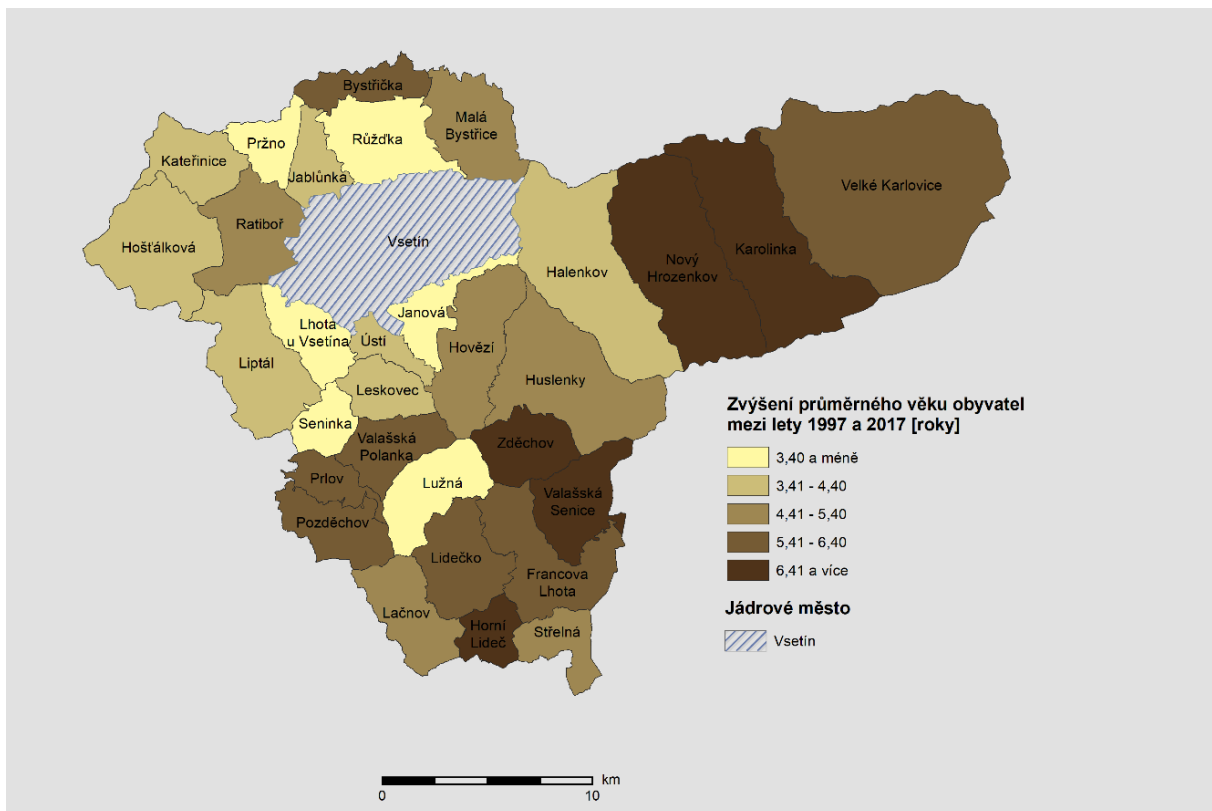 Bystřička
Malá
Bystřice
Růžďka
Pržno
Kateřinice
Jablůnka
Velké Karlovice
Ratiboř
Hošťálková
Vsetín
Karolinka
Nový
Hrozenkov
Halenkov
Janová
Lhota
u Vsetína
Ústí
Hovězí
Liptál
Huslenky
Leskovec
Seninka
Valašská
Polanka
Zděchov
Prlov
Lužná
Valašská
Senice
Pozděchov
Lidečko
Francova
Lhota
Lačnov
Horní
Lideč
Střelná
Zvýšení průměrného věku obyvatel
mezi lety 1997 a 2017 [roky]
3,40 a méně
3,41 - 4,40
4,41 - 5,40
5,41 - 6,40
6,41 a více
Jádrové město
Vsetín
km
0 10